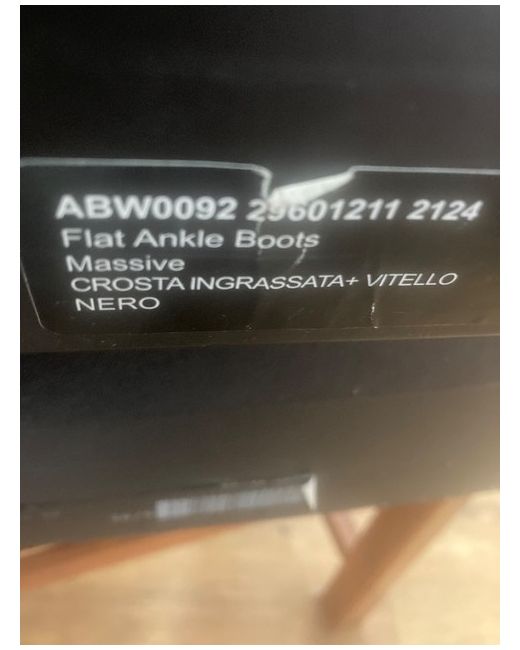 ABW0092 29601211 2124
Flat Ankle Boots
Massive
CROSTA INGRASSATA+ VITELLO
NERO